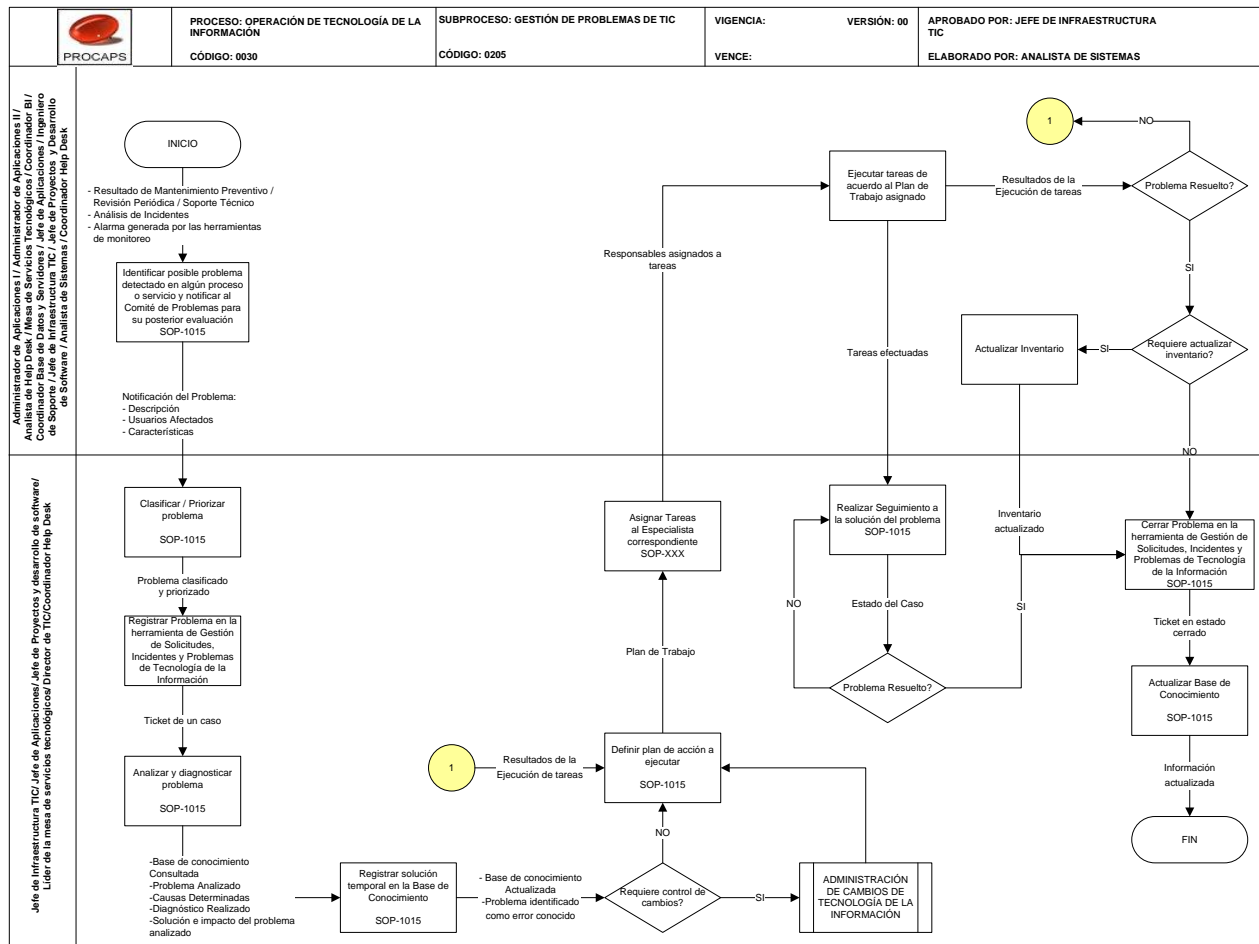 PROCAPS
PROCESO: OPERACIÓN DE TECNOLOGÍA DE LA
INFORMACIÓN
CÓDIGO: 0030
SUBPROCESO: GESTIÓN DE PROBLEMAS DE TIC
CÓDIGO: 0205
VIGENCIA:
VERSIÓN: 00
VENCE:
APROBADO POR: JEFE DE INFRAESTRUCTURA
TIC
ELABORADO POR: ANALISTA DE SISTEMAS
Administrador de Aplicaciones I / Administrador de Aplicaciones II /
Analista de Help Desk / Mesa de Servicios Tecnológicos / Coordinador BI /
Coordinador Base de Datos y Servidores / Jefe de Aplicaciones / Ingeniero
de Soporte / Jefe de Infraestructura TIC / Jefe de Proyectos y Desarrollo
de Software / Analista de Sistemas / Coordinador Help Desk
INICIO
- Resultado de Mantenimiento Preventivo /
Revisión Periódica / Soporte Técnico
- Análisis de Incidentes
- Alarma generada por las herramientas
de monitoreo
Identificar posible problema
detectado en algún proceso
o servicio y notificar al
Comité de Problemas para
su posterior evaluación
SOP-1015
Notificación del Problema:
- Descripción
- Usuarios Afectados
- Características
Responsables asignados a
tareas
Ejecutar tareas de
acuerdo al Plan de
Trabajo asignado
Resultados de la
Ejecución de tareas
Problema Resuelto?
NO
1
SI
Requiere actualizar
inventario?
SI
Actualizar Inventario
Tareas efectuadas
NO
Jefe de Infraestructura TIC/ Jefe de Aplicaciones/ Jefe de Proyectos y desarrollo de software/
Lider de la mesa de servicios tecnológicos/ Director de TIC/Coordinador Help Desk
Clasificar / Priorizar
problema
SOP-1015
Problema clasificado
y priorizado
Registrar Problema en la
herramienta de Gestión
de Solicitudes,
Incidentes y Problemas
de Tecnología de la
Información
Ticket de un caso
Analizar y diagnosticar
problema
SOP-1015
-Base de conocimiento
Consultada
-Problema Analizado
-Causas Determinadas
-Diagnóstico Realizado
-Solución e impacto del problema
analizado
Registrar solución
temporal en la Base de
Conocimiento
SOP-1015
- Base de conocimiento
Actualizada
-Problema identificado
como error conocido
Requiere control de
cambios?
SI
ADMINISTRACIÓN
DE CAMBIOS DE
TECNOLOGÍA DE LA
INFORMACIÓN
NO
1
Resultados de la
Ejecución de tareas
Definir plan de acción a
ejecutar
SOP-1015
Plan de Trabajo
Asignar Tareas
al Especialista
correspondiente
SOP-XXX
Realizar Seguimiento a
la solución del problema
SOP-1015
Estado del Caso
NO
Problema Resuelto?
SI
Inventario
actualizado
Cerrar Problema en la
herramienta de Gestión de
Solicitudes, Incidentes y
Problemas de Tecnología
de la Información
SOP-1015
Ticket en estado
cerrado
Actualizar Base de
Conocimiento
SOP-1015
Información
actualizada
FIN